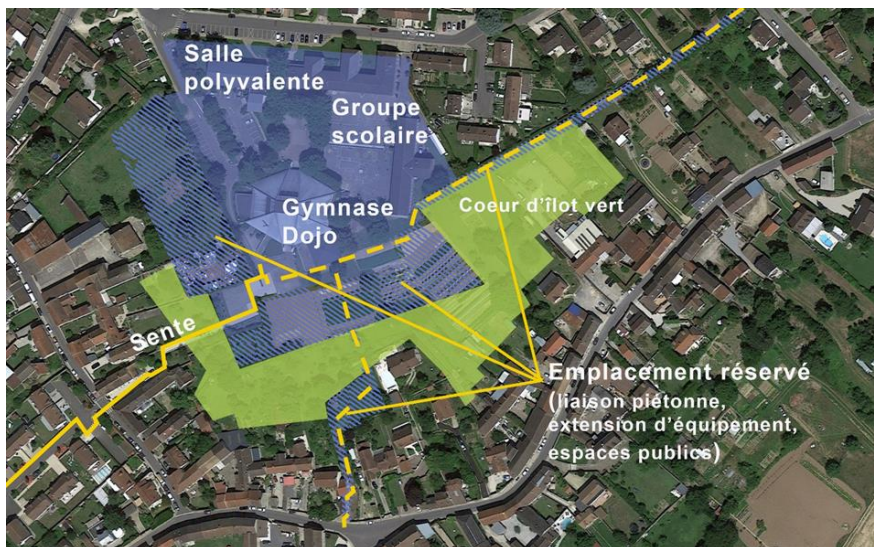 Salle
polyvalente
Groupe
scolaire
Gymnase
Dojo
Coeur d'îlot vert
Sente
Emplacement réservé
(liaison piétonne,
extension d'équipement,
espaces publics)